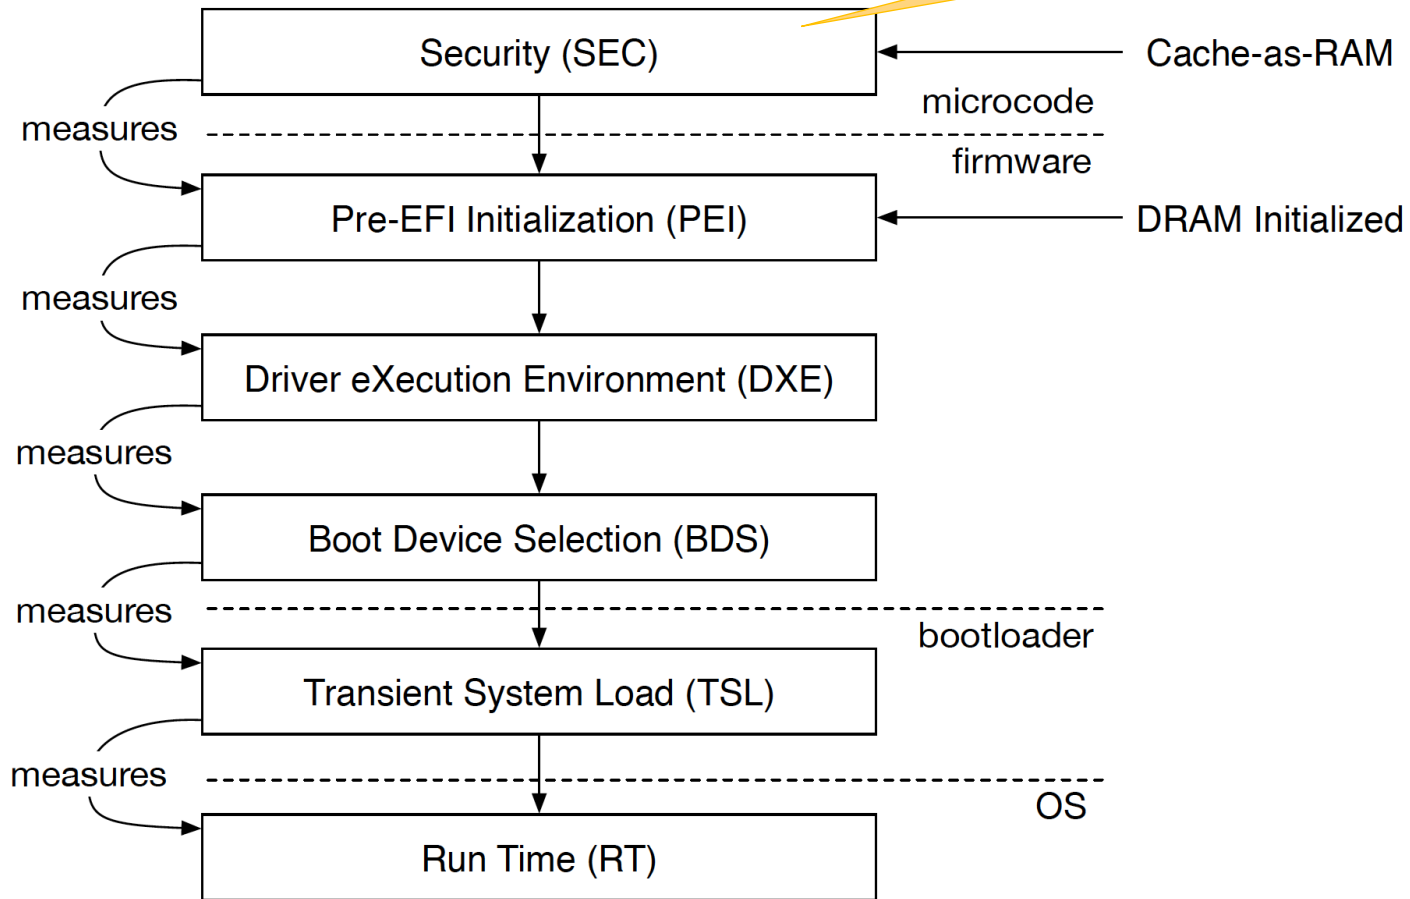 Security (SEC)
Cache-as-RAM
microcode
measures
firmware
Pre-EFI Initialization (PEI)
DRAM Initialized
measures
Driver eXecution Environment (DXE)
measures
Boot Device Selection (BDS)
measures
bootloader
Transient System Load (TSL)
measures
OS
Run Time (RT)